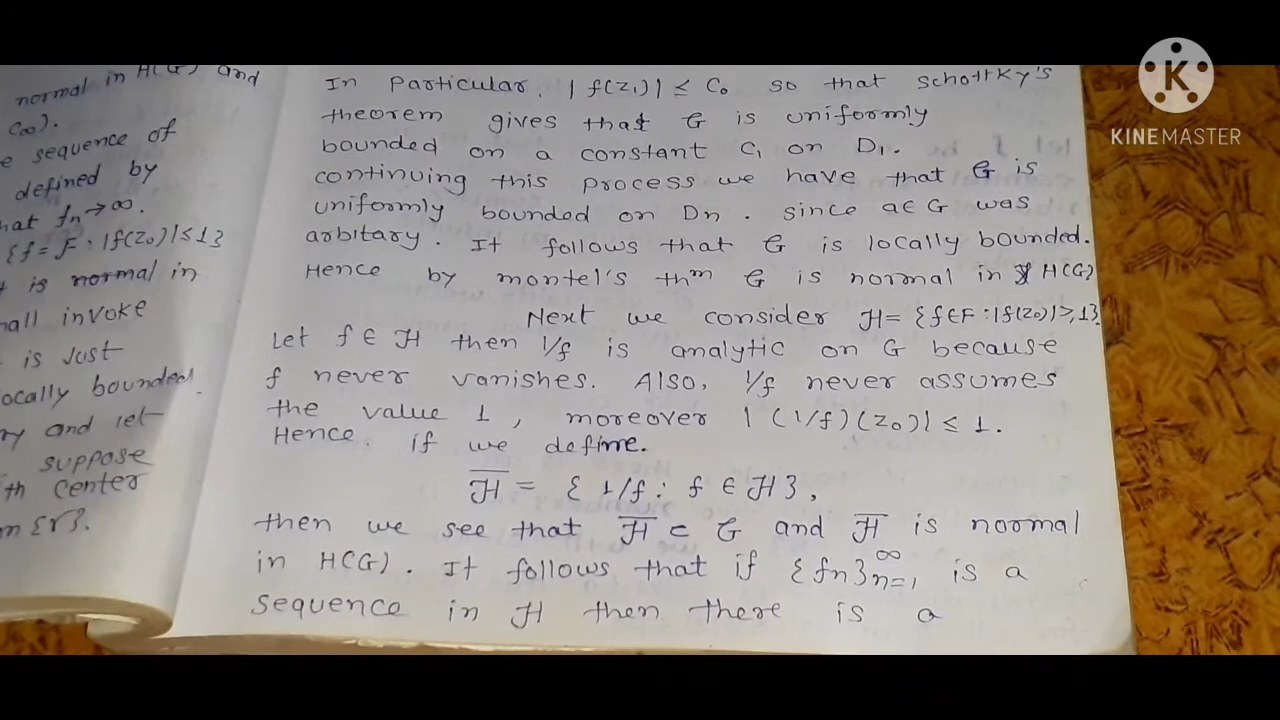 normal in H(G) and
C∞).
e sequence of
defined by
hat fn→∞.
{f = F : |f(z0)| ≤ 1}
is normal in
hall invoke
is Just
ocally bounded.
ry and let
suppose
ith center
m {γ}.
In Particular, | f(z1) | ≤ C0 so that Schottky's
theorem gives that G is uniformly
bounded on a constant C1 on D1.
continuing this process we have that G is
uniformly bounded on Dn. since a∈G was
arbitary. It follows that G is locally bounded.
Hence by montel's thm G is normal in H(G)
Next we consider H = {f∈F : |f(z0)| ≥ 1}.
Let f ∈ H then 1/f is analytic on G because
f never vanishes. Also, 1/f never assumes
the value 1, moreover | (1/f)(z0) | ≤ 1.
Hence, if we define.
H̅ = { 1/f : f ∈ H },
then we see that H̅ ⊂ G and H̅ is normal
in H(G). It follows that if {fn}∞n=1 is a
sequence in H then there is a
K
KINEMASTER